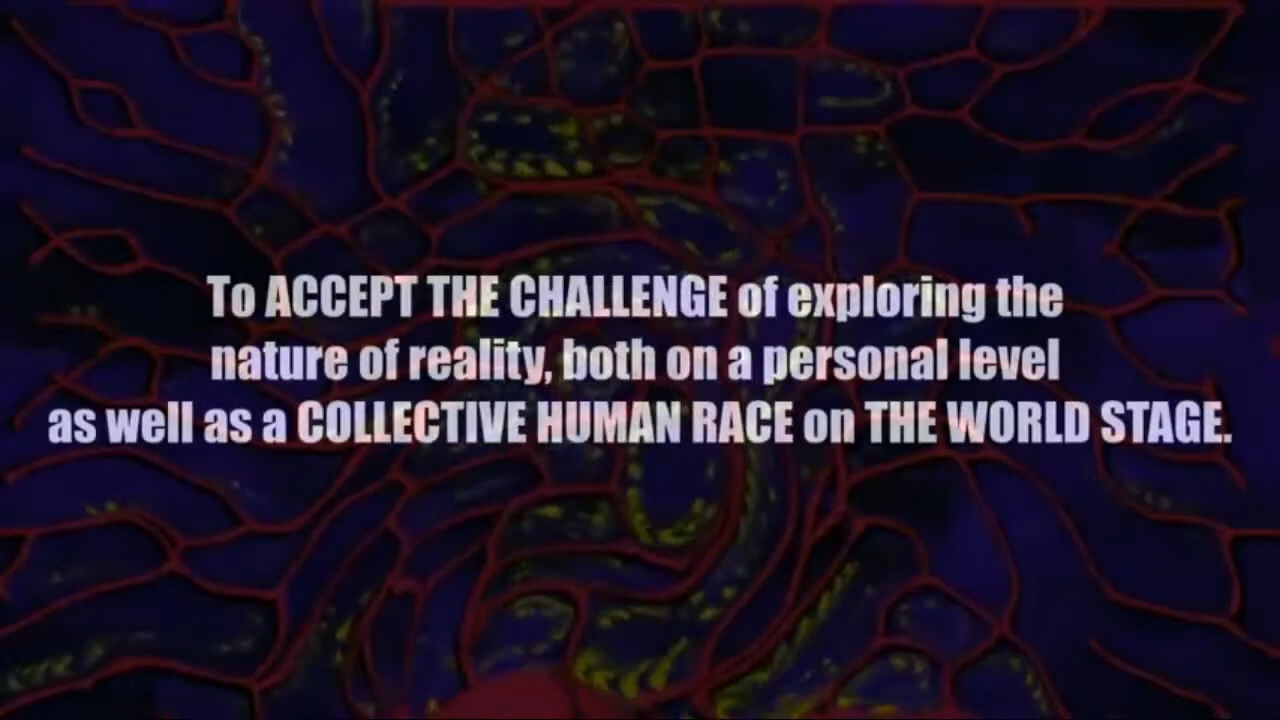 To ACCEPT THE CHALLENGE of exploring the
nature of reality, both on a personal level
as well as a COLLECTIVE HUMAN RACE on THE WORLD STAGE.